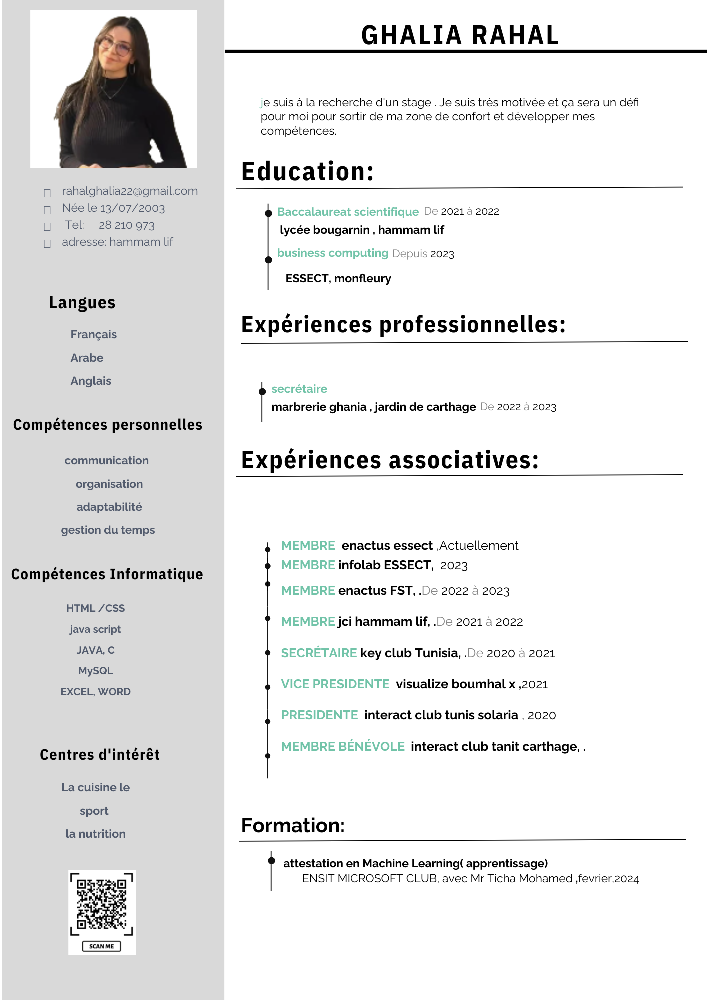 GHALIA RAHAL
je suis à la recherche d'un stage . Je suis très motivée et ça sera un défi
pour moi pour sortir de ma zone de confort et développer mes
compétences.
rahalghalia22@gmail.com
Née le 13/07/2003
Tel: 28 210 973
adresse: hammam lif
Langues
Français
Arabe
Anglais
Compétences personnelles
communication
organisation
adaptabilité
gestion du temps
Compétences Informatique
HTML /CSS
java script
JAVA, C
MySQL
EXCEL, WORD
Centres d'intérêt
La cuisine le
sport
la nutrition
SCAN ME
Education:
Baccalaureat scientifique De 2021 à 2022
lycée bougarnin , hammam lif
business computing Depuis 2023
ESSECT, monfleury
Expériences professionnelles:
secrétaire
marbrerie ghania , jardin de carthage De 2022 à 2023
Expériences associatives:
MEMBRE enactus essect ,Actuellement
MEMBRE infolab ESSECT, 2023
MEMBRE enactus FST, .De 2022 à 2023
MEMBRE jci hammam lif, .De 2021 à 2022
SECRÉTAIRE key club Tunisia, .De 2020 à 2021
VICE PRESIDENTE visualize boumhal x ,2021
PRESIDENTE interact club tunis solaria , 2020
MEMBRE BÉNÉVOLE interact club tanit carthage, .
Formation:
attestation en Machine Learning( apprentissage)
ENSIT MICROSOFT CLUB, avec Mr Ticha Mohamed ,fevrier,2024